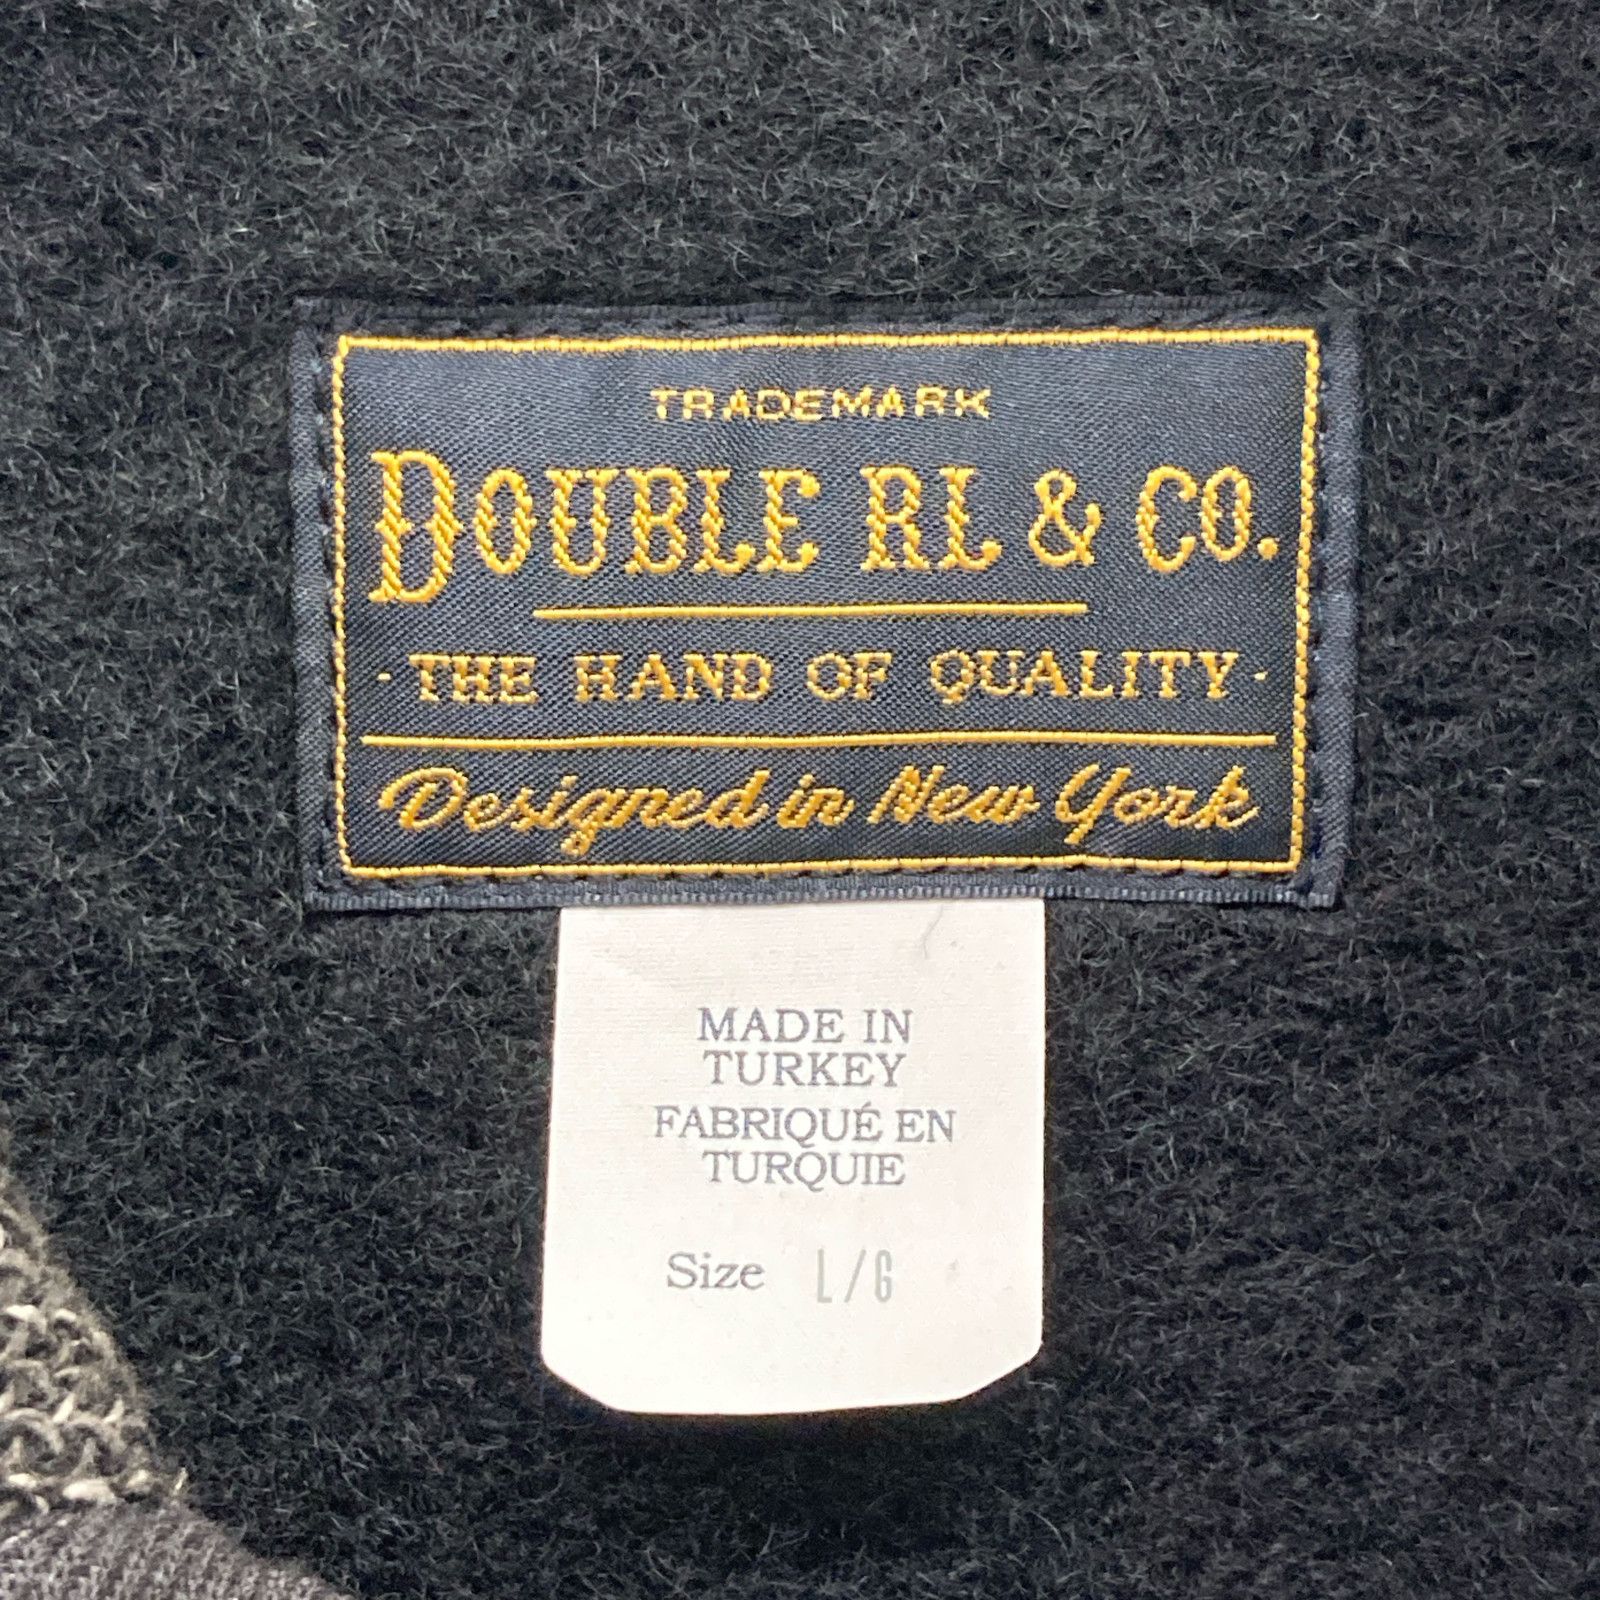 TRADEMARK
DOUBLE RL & CO.
- THE HAND OF QUALITY -
Designed in New York
MADE IN
TURKEY
FABRIQUÉ EN
TURQUIE
Size L/G